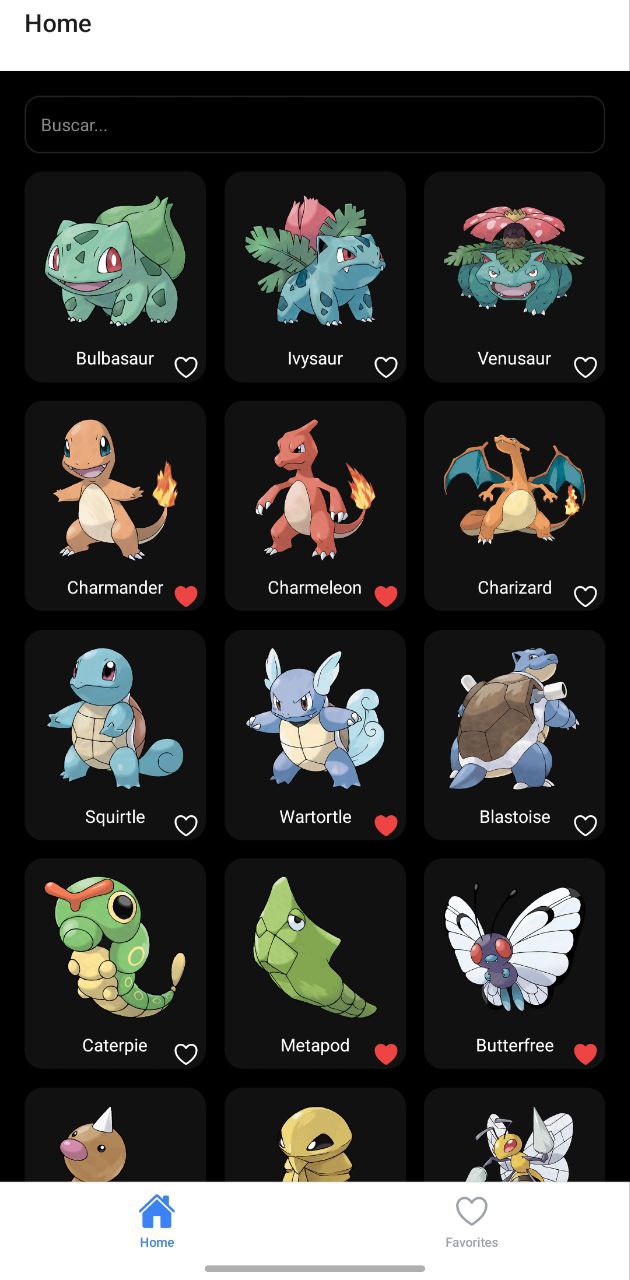 Home
Buscar...
Bulbasaur
Ivysaur
Venusaur
Charmander
Charmeleon
Charizard
Squirtle
Wartortle
Blastoise
Caterpie
Metapod
Butterfree
Home
Favorites